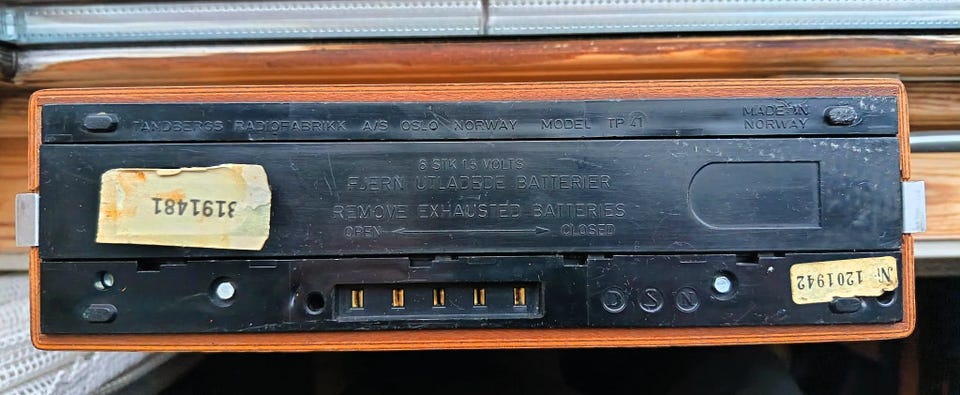 TANDBERGS RADIOFABRIKK A/S OSLO NORWAY MODEL TP 41
MADE IN
NORWAY
6 STK 1.5 VOLTS
FJERN UTLADEDE BATTERIER
REMOVE EXHAUSTED BATTERIES
OPEN CLOSED
3191481
Nr. 1201942